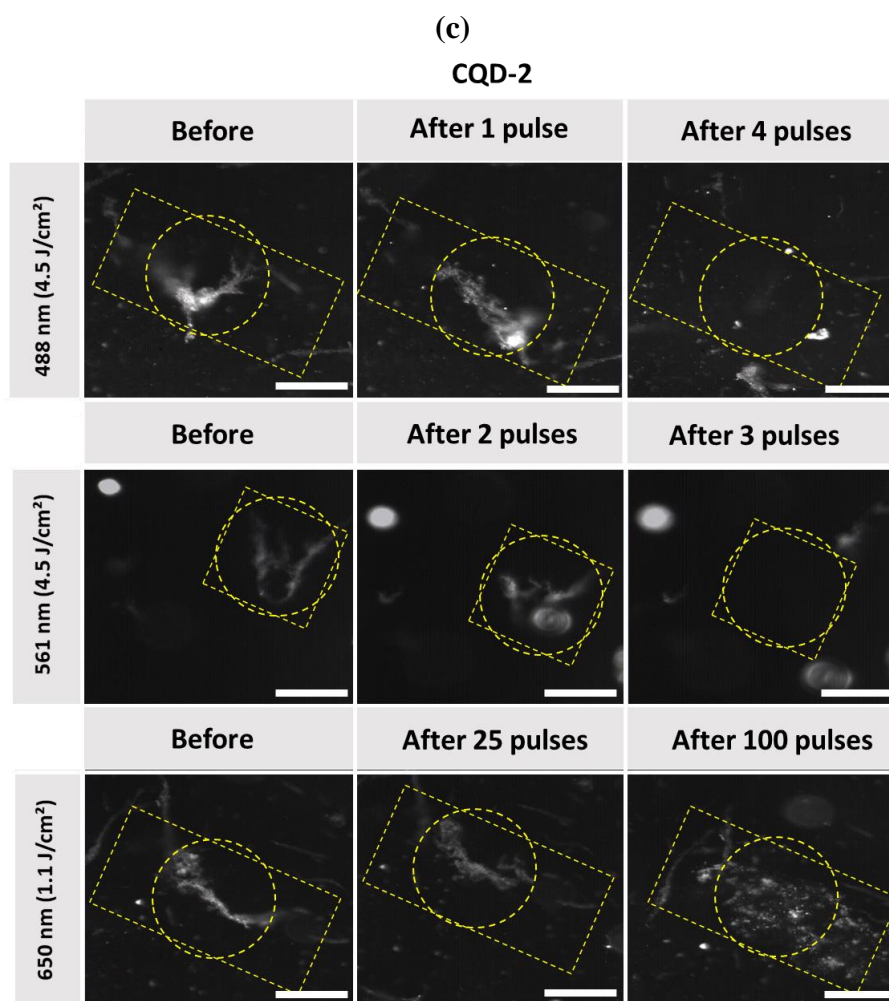 (c)
CQD-2
Before
After 1 pulse
After 4 pulses
488 nm (4.5 J/cm²)
Before
After 2 pulses
After 3 pulses
561 nm (4.5 J/cm²)
Before
After 25 pulses
After 100 pulses
650 nm (1.1 J/cm²)